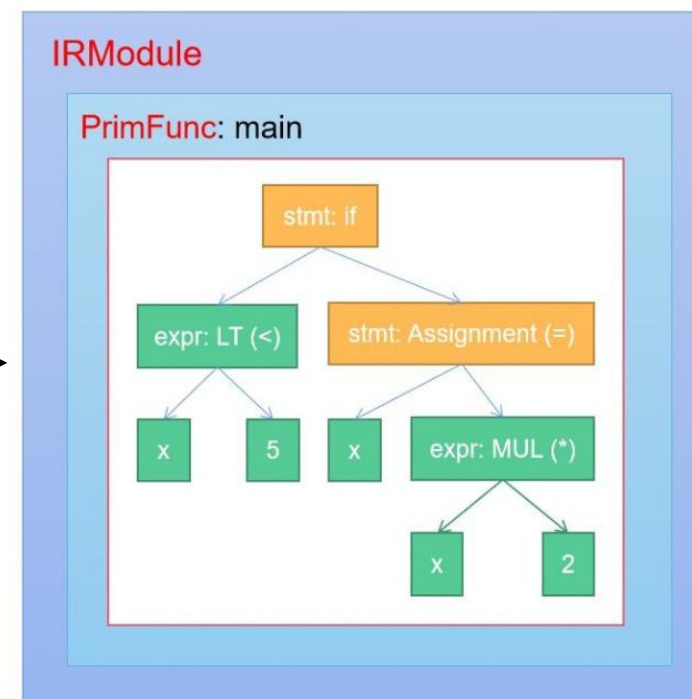 IRModule
PrimFunc: main
stmt: if
expr: LT (<)
stmt: Assignment (=)
x
5
x
expr: MUL (*)
x
2